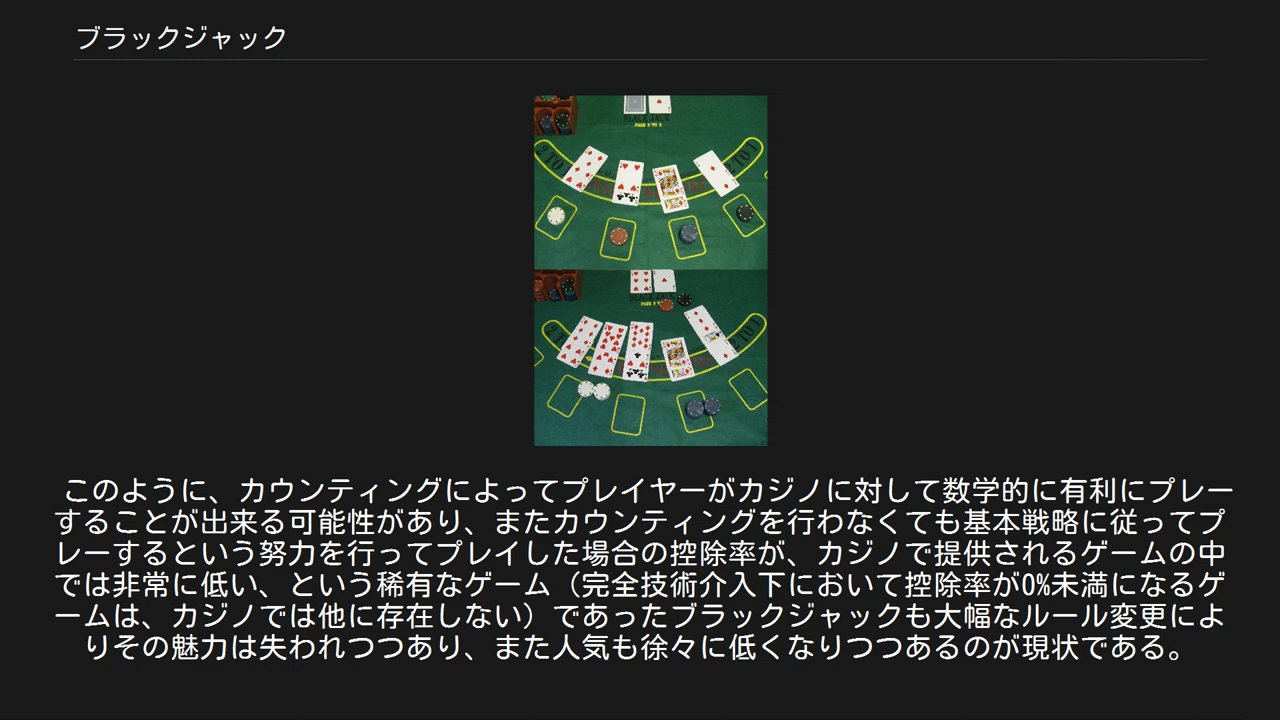 ブラックジャック
BLACKJACK
2 TO 1
2 TO 1
BLACKJACK
このように、カウンティングによってプレイヤーがカジノに対して数学的に有利にプレー
することが出来る可能性があり、またカウンティングを行わなくても基本戦略に従ってプ
レーするという努力を行ってプレイした場合の控除率が、カジノで提供されるゲームの中
では非常に低い、という稀有なゲーム（完全技術介入下において控除率が0%未満になるゲ
ームは、カジノでは他に存在しない）であったブラックジャックも大幅なルール変更によ
りその魅力は失われつつあり、また人気も徐々に低くなりつつあるのが現状である。